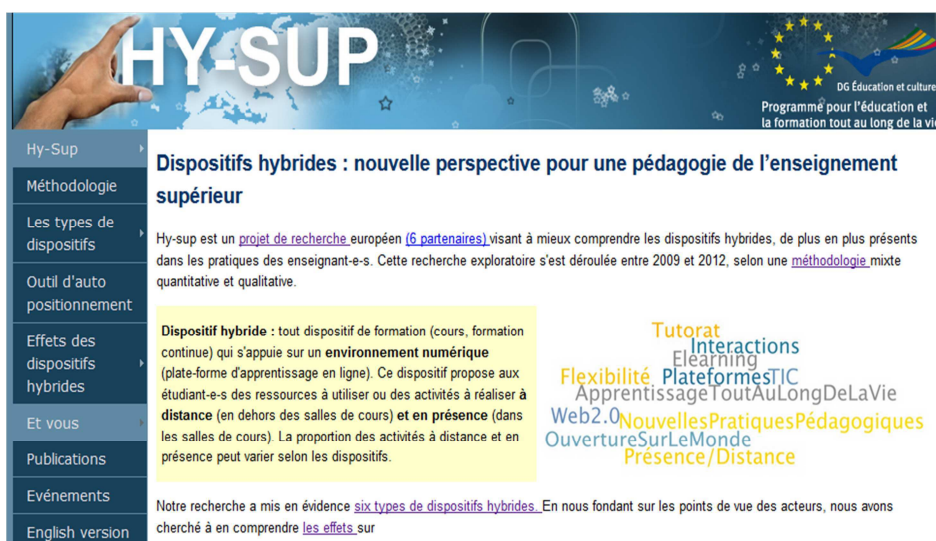 HY-SUP
DG Éducation et culture
Programme pour l'éducation et
la formation tout au long de la vie
Hy-Sup
Méthodologie
Les types de
dispositifs
Outil d'auto
positionnement
Effets des
dispositifs
hybrides
Et vous
Publications
Evénements
English version
Dispositifs hybrides : nouvelle perspective pour une pédagogie de l'enseignement
supérieur
Hy-sup est un projet de recherche européen (6 partenaires) visant à mieux comprendre les dispositifs hybrides, de plus en plus présents
dans les pratiques des enseignant-e-s. Cette recherche exploratoire s'est déroulée entre 2009 et 2012, selon une méthodologie mixte
quantitative et qualitative.
Dispositif hybride : tout dispositif de formation (cours, formation
continue) qui s'appuie sur un environnement numérique
(plate-forme d'apprentissage en ligne). Ce dispositif propose aux
étudiant-e-s des ressources à utiliser ou des activités à réaliser à
distance (en dehors des salles de cours) et en présence (dans
les salles de cours). La proportion des activités à distance et en
présence peut varier selon les dispositifs.
Tutorat
Interactions
Elearning
Flexibilité PlateformesTIC
ApprentissageToutAuLongDeLaVie
Web2.0NouvellesPratiquesPédagogiques
OuvertureSurLeMonde
Présence/Distance
Notre recherche a mis en évidence six types de dispositifs hybrides. En nous fondant sur les points de vue des acteurs, nous avons
cherché à en comprendre les effets sur